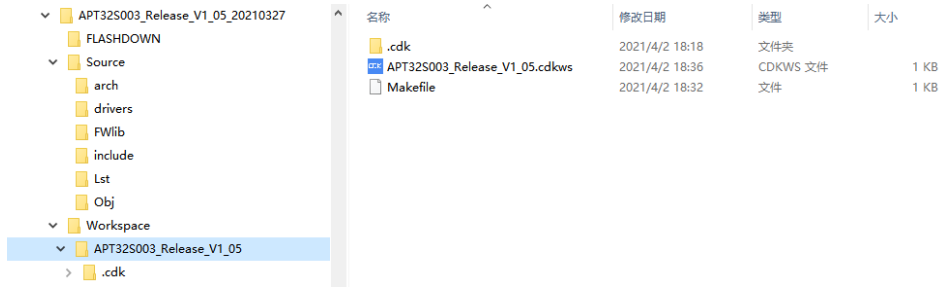 APT32S003_Release_V1_05_20210327
FLASHDOWN
Source
arch
drivers
FWlib
include
Lst
Obj
Workspace
APT32S003_Release_V1_05
.cdk
名称 修改日期 类型 大小
.cdk 2021/4/2 18:18 文件夹
APT32S003_Release_V1_05.cdkws 2021/4/2 18:36 CDKWS 文件 1 KB
Makefile 2021/4/2 18:32 文件 1 KB